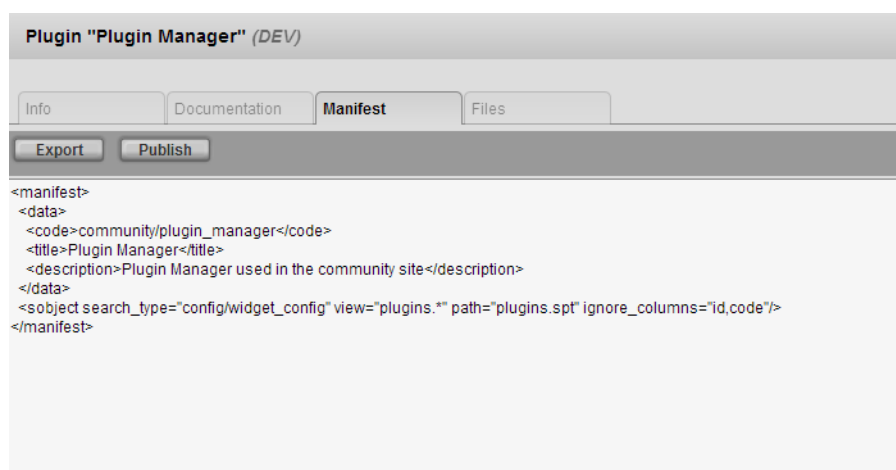 Plugin "Plugin Manager" (DEV)
Info Documentation Manifest Files
Export Publish
<manifest>
<data>
<code>community/plugin_manager</code>
<title>Plugin Manager</title>
<description>Plugin Manager used in the community site</description>
</data>
<sobject search_type="config/widget_config" view="plugins.*" path="plugins.spt" ignore_columns="id,code"/>
</manifest>